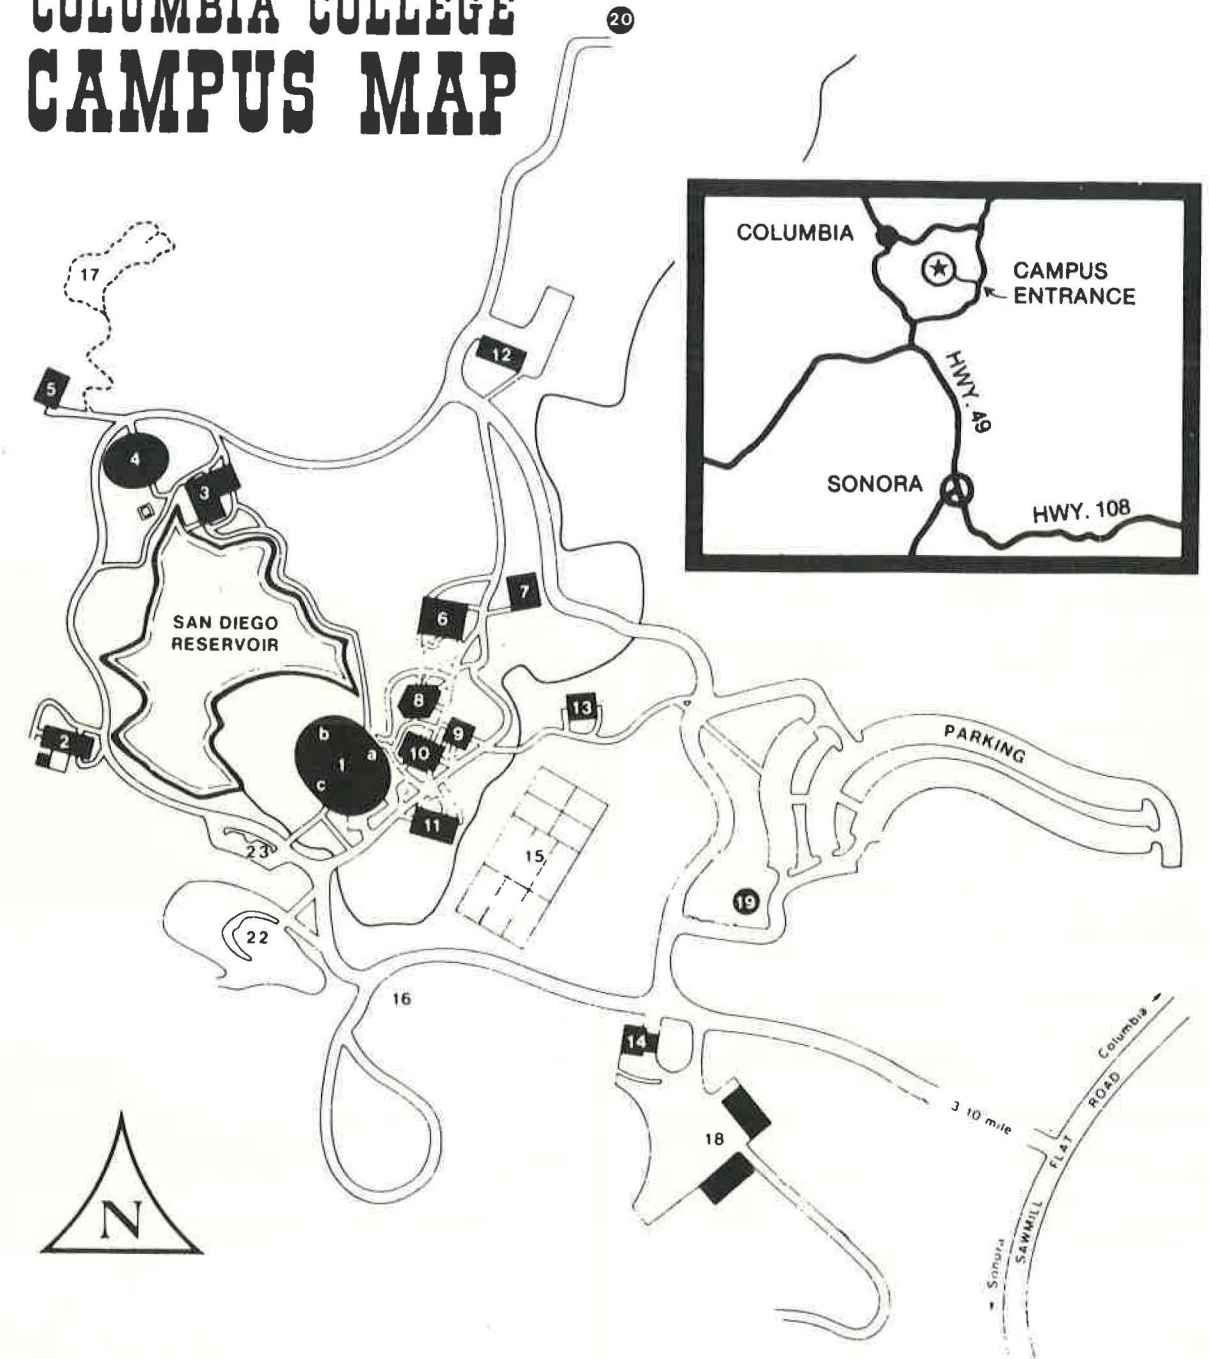 COLUMBIA COLLEGE
CAMPUS MAP
20
COLUMBIA
CAMPUS
ENTRANCE
HWY. 49
SONORA
HWY. 108
17
12
5
4
3
SAN DIEGO
RESERVOIR
7
6
8
13
9
2
b
a
1
10
c
PARKING
11
23
15
19
22
16
14
18
3 10 mile
Columbia
SAWMILL FLAT ROAD
Sonora
N